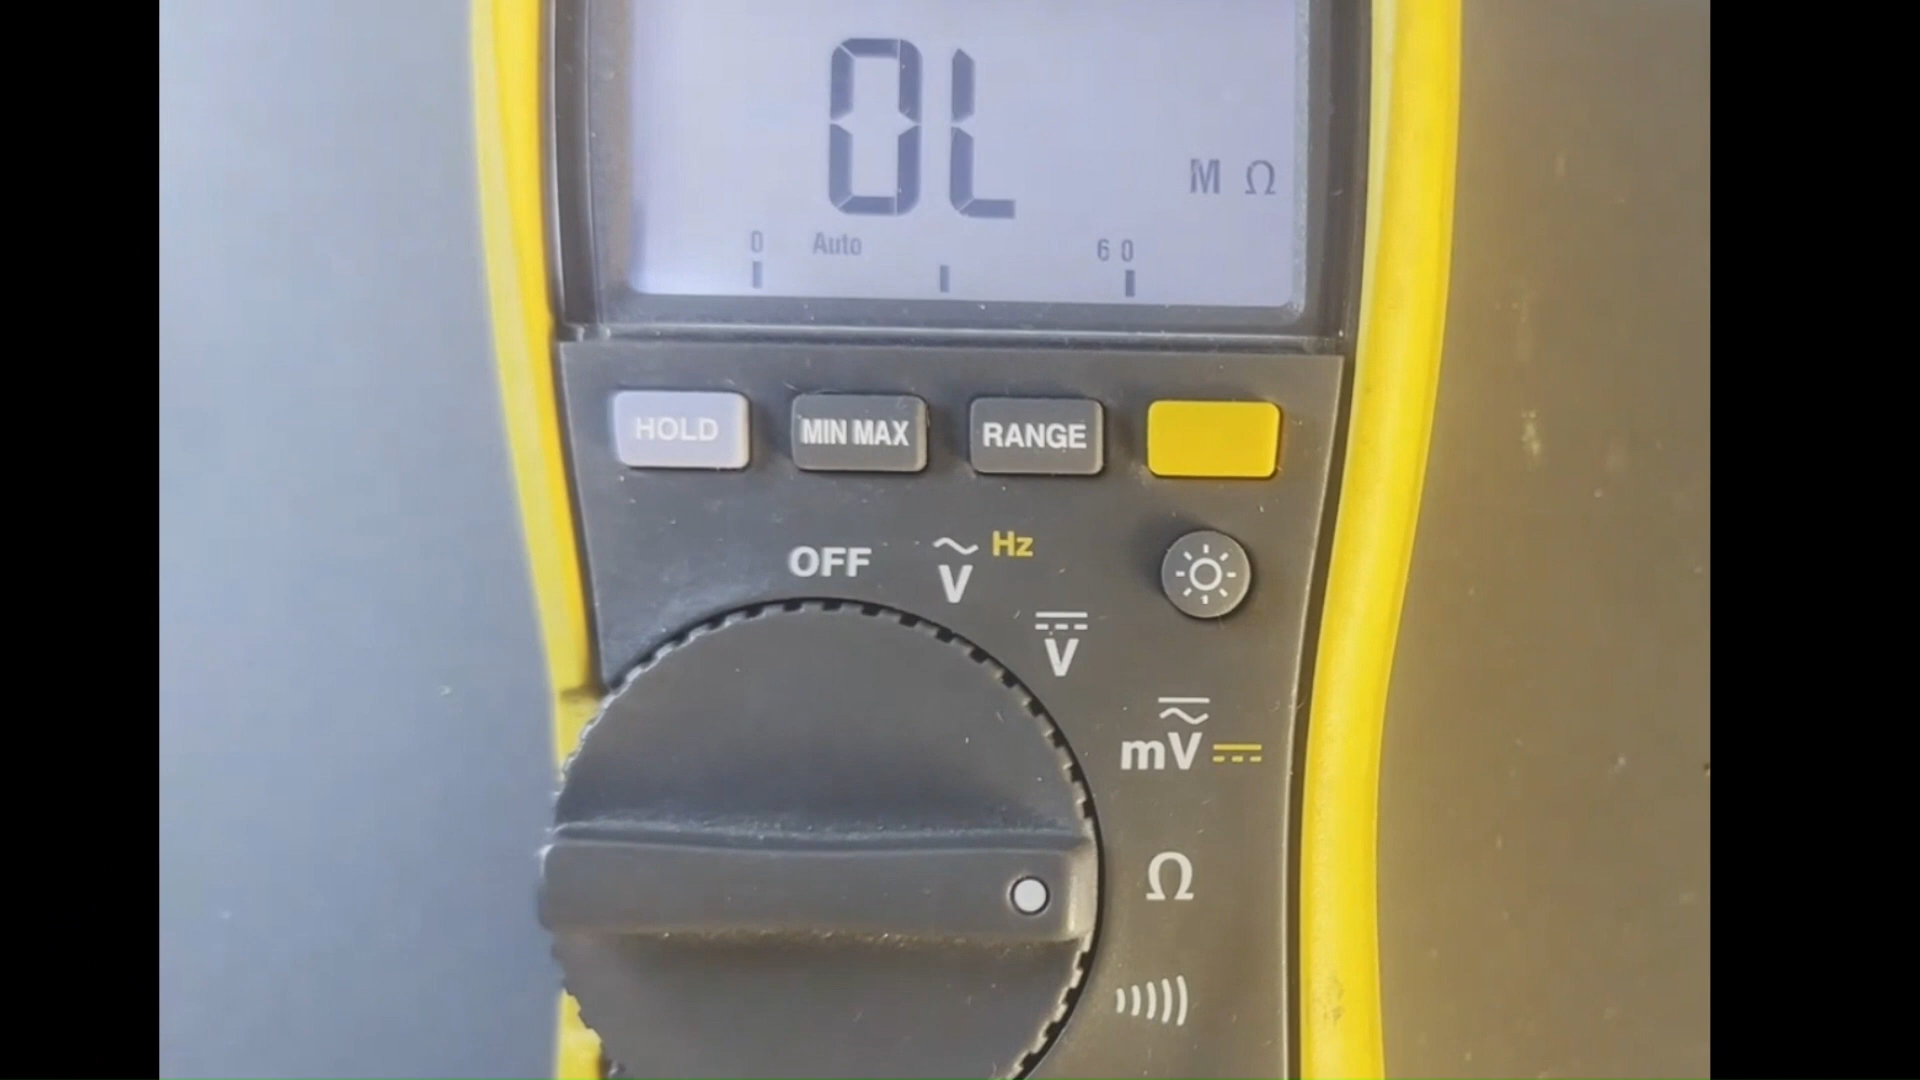 OL
M Ω
0 Auto 60
HOLD MIN MAX RANGE
OFF V Hz
V
mV
Ω